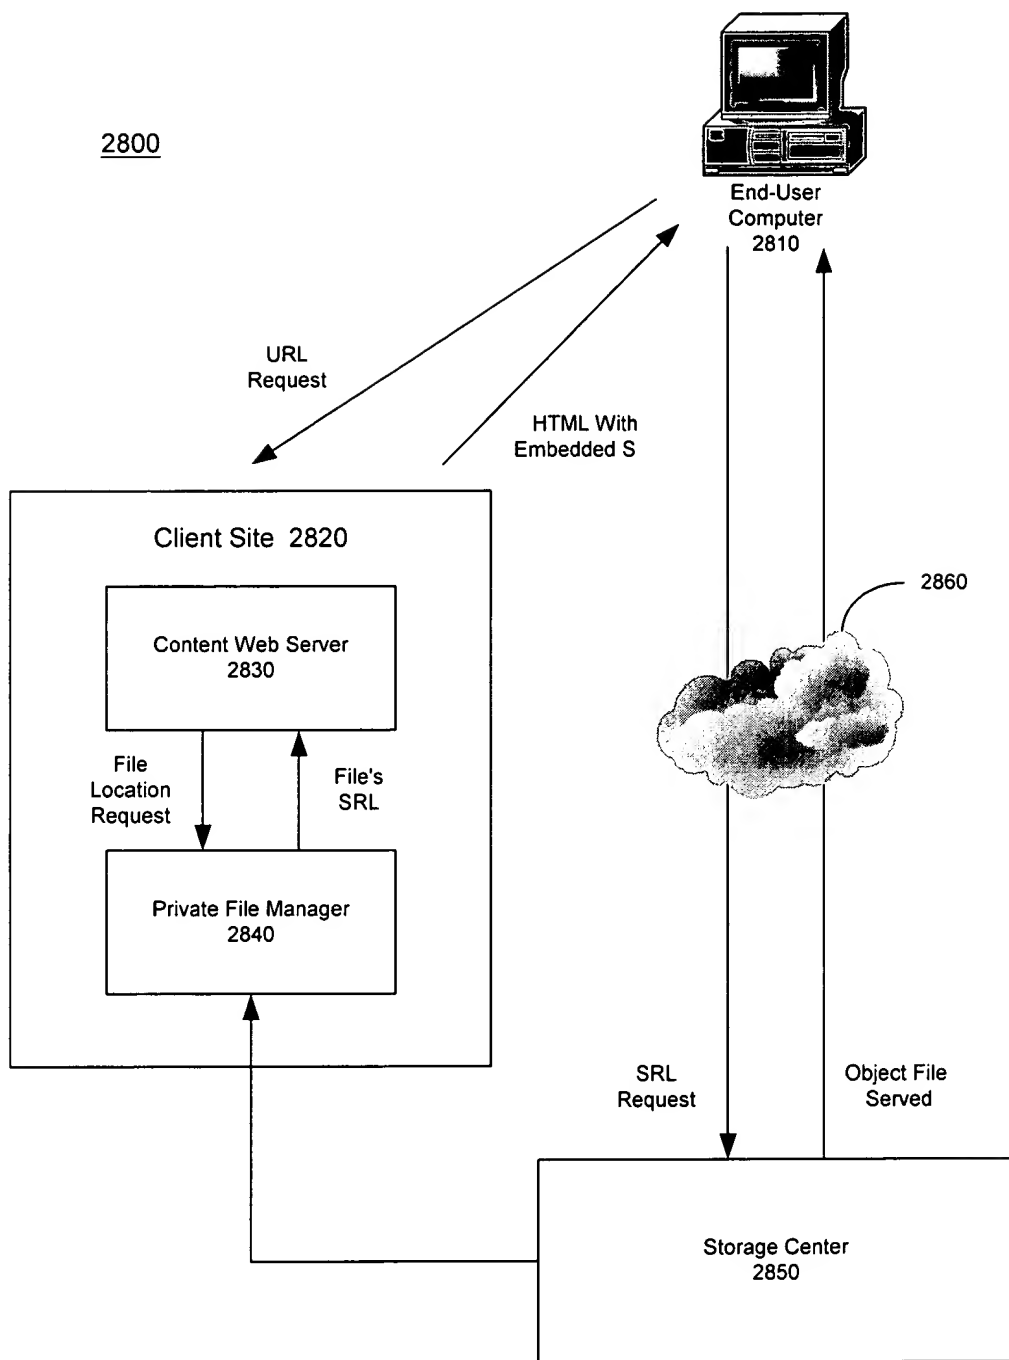 2800
End-User
Computer
2810
URL
Request
HTML With
Embedded S
Client Site 2820
2860
Content Web Server
2830
File
Location
Request
File's
SRL
Private File Manager
2840
SRL
Request
Object File
Served
Storage Center
2850